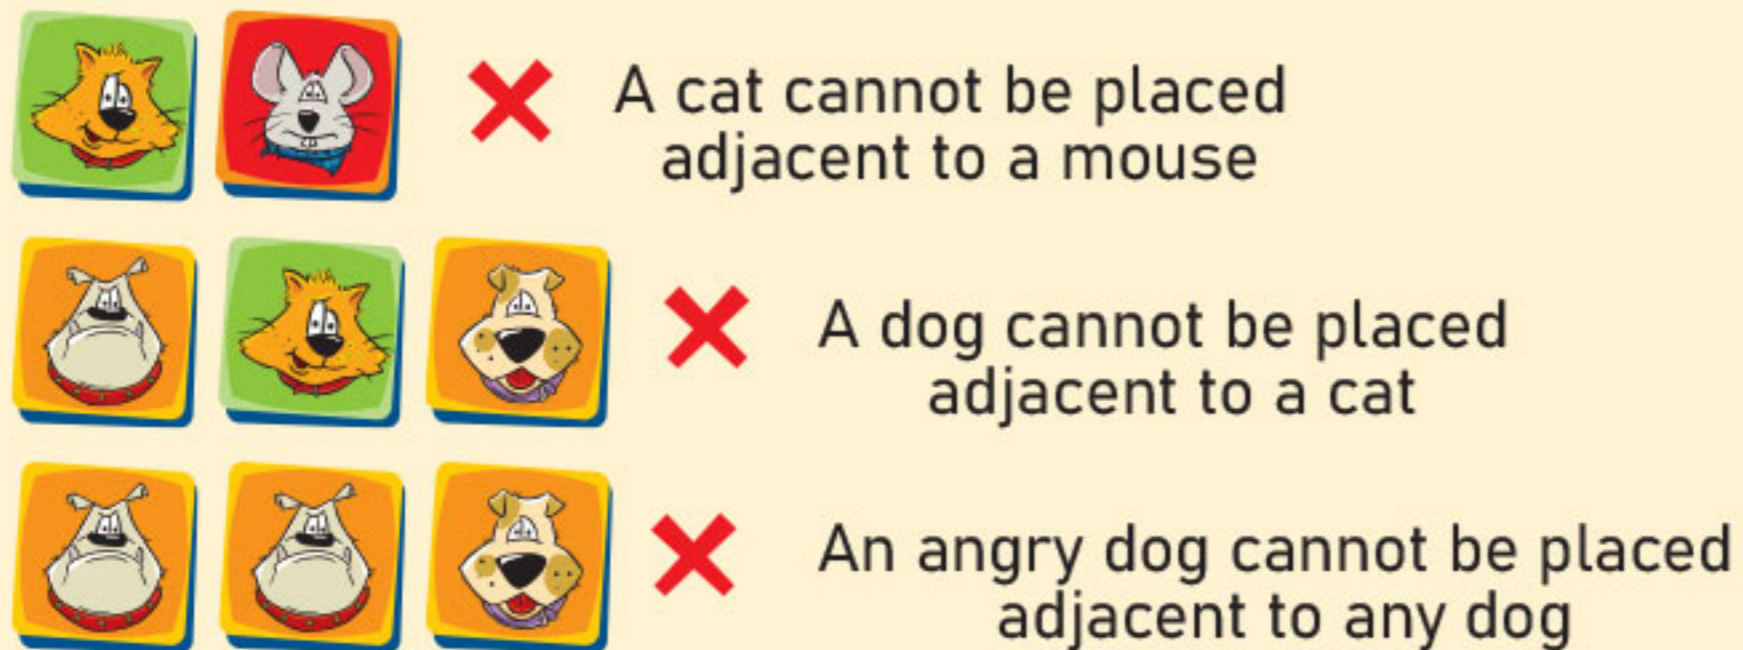 A cat cannot be placed
adjacent to a mouse
A dog cannot be placed
adjacent to a cat
An angry dog cannot be placed
adjacent to any dog